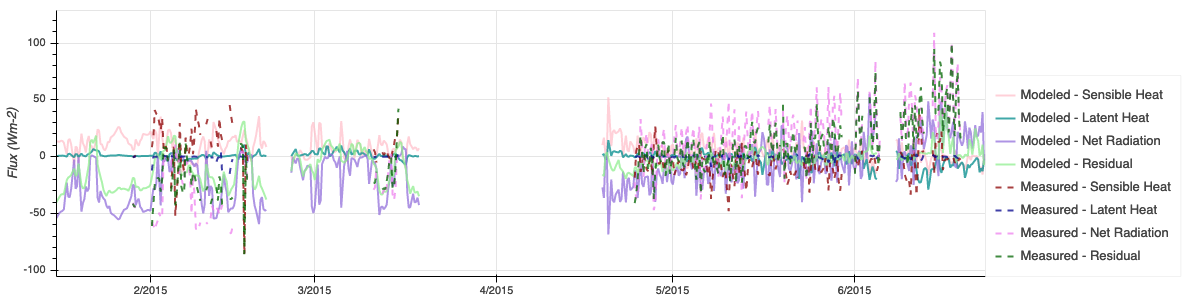 Flux (Wm-2)
100
50
0
-50
-100
2/2015
3/2015
4/2015
5/2015
6/2015
Modeled - Sensible Heat
Modeled - Latent Heat
Modeled - Net Radiation
Modeled - Residual
Measured - Sensible Heat
Measured - Latent Heat
Measured - Net Radiation
Measured - Residual